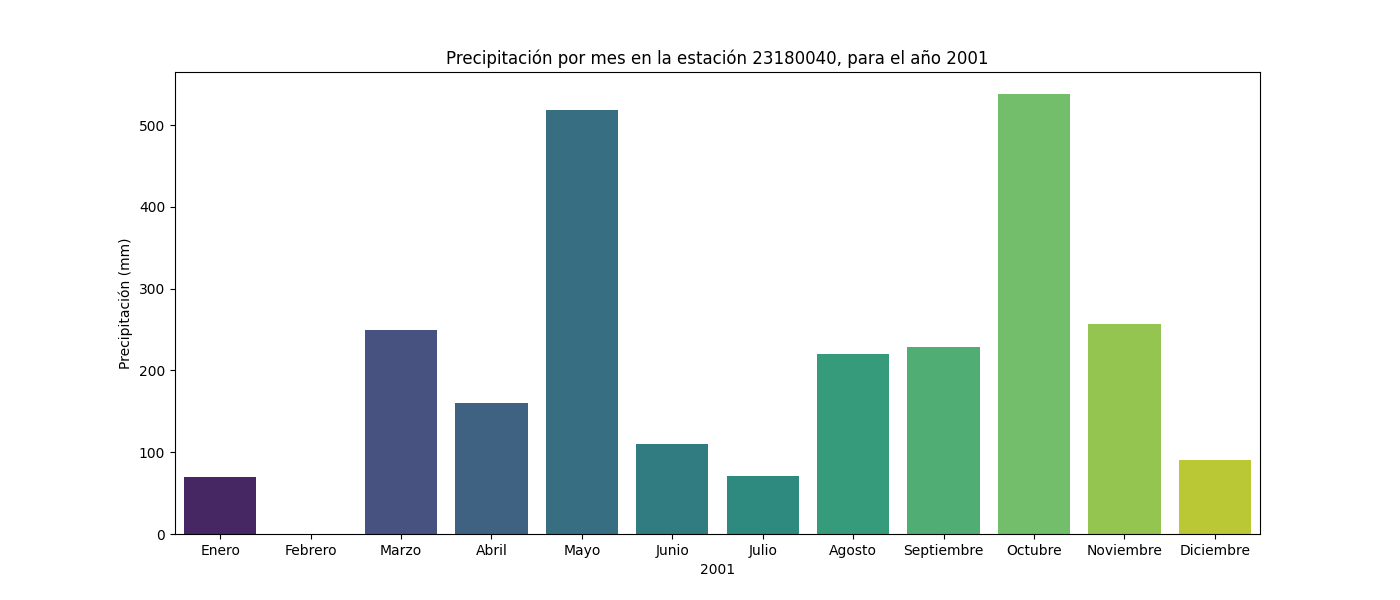 Precipitación por mes en la estación 23180040, para el año 2001
Precipitación (mm)
500
400
300
200
100
0
Enero Febrero Marzo Abril Mayo Junio Julio Agosto Septiembre Octubre Noviembre Diciembre
2001